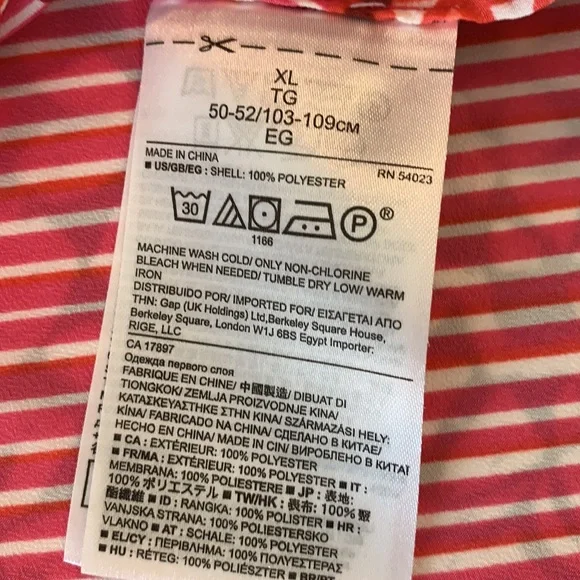 XL
TG
50-52/103-109CM
EG
MADE IN CHINA RN 54023
■ US/GB/EG : SHELL: 100% POLYESTER
30 P ®
1166
MACHINE WASH COLD/ ONLY NON-CHLORINE
BLEACH WHEN NEEDED/ TUMBLE DRY LOW/ WARM
IRON
DISTRIBUIDO POR/ IMPORTED FOR/ ΕΙΣΑΓΕΤΑΙ ΑΠΟ
THN: Gap (UK Holdings) Ltd,Berkeley Square House,
Berkeley Square, London W1J 6BS Egypt Importer:
RIGE, LLC
CA 17897
Одежда первого слоя
FABRIQUE EN CHINE/ 中國製造/ DIBUAT DI
TIONGKOK/ ZEMLJA PROIZVODNJE KINA/
ΚΑΤΑΣΚΕΥΑΣΤΗΚΕ ΣΤΗΝ ΚΙΝΑ/ SZÁRMAZÁSI HELY:
KÍNA/ FABRICADO NA CHINA/ СДЕЛАНО В КИТАЕ/
HECHO EN CHINA/ MADE IN CIN/ ВИРОБЛЕНО В КИТАЇ
■ CA : EXTÉRIEUR: 100% POLYESTER
■ FR/MA : EXTÉRIEUR: 100% POLYESTER ■ IT :
MEMBRANA: 100% POLIESTERE ■ JP : 表地:
100% ポリエステル ■ TW/HK : 表布: 100% 聚
酯纖維 ■ ID : RANGKA: 100% POLISTER ■ HR :
VANJSKA STRANA: 100% POLIESTERSKO
VLAKNO ■ AT : SCHALE: 100% POLYESTER
■ EL/CY : ΠΕΡΙΒΛΗΜΑ: 100% ΠΟΛΥΕΣΤΕΡΑΣ
■ HU : RÉTEG: 100% POLIÉSZTER ■ BR/PT